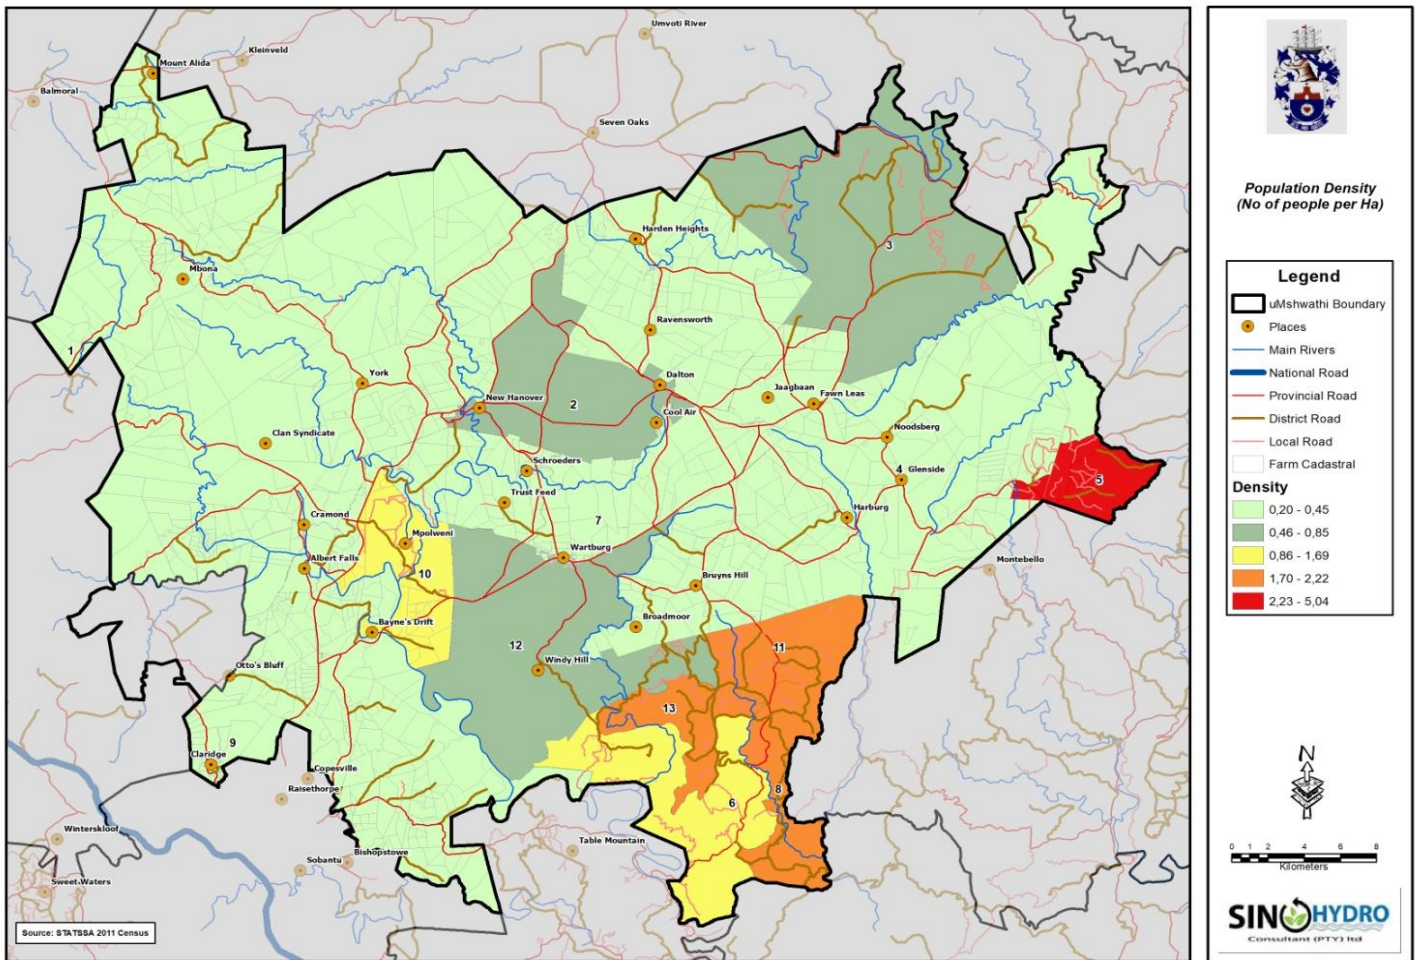 Umvoti River
Kleinveld
Mount Alida
Balmoral
Seven Oaks
Harden Heights
3
Mbona
Ravensworth
1
York
Dalton
Jaagbaan
Fawn Leas
New Hanover
2
Cool Air
Clan Syndicate
Noodsberg
Schroeders
4
Glenside
5
Trust Feed
Harburg
7
Cramond
Mpolweni
Wartburg
Albert Falls
Montebello
10
Bruyns Hill
Bayne's Drift
Broadmoor
12
11
Windy Hill
Otto's Bluff
13
9
Claridge
Copesville
Raisethorpe
8
6
Winterskloof
Table Mountain
Bishopstowe
Sobantu
Sweet Waters
Source: STATSSA 2011 Census
Population Density
(No of people per Ha)
Legend
uMshwathi Boundary
Places
Main Rivers
National Road
Provincial Road
District Road
Local Road
Farm Cadastral
Density
0,20 - 0,45
0,46 - 0,85
0,86 - 1,69
1,70 - 2,22
2,23 - 5,04
N
0 1 2 4 6 8
Kilometers
SINOHYDRO
Consultant (PTY) ltd